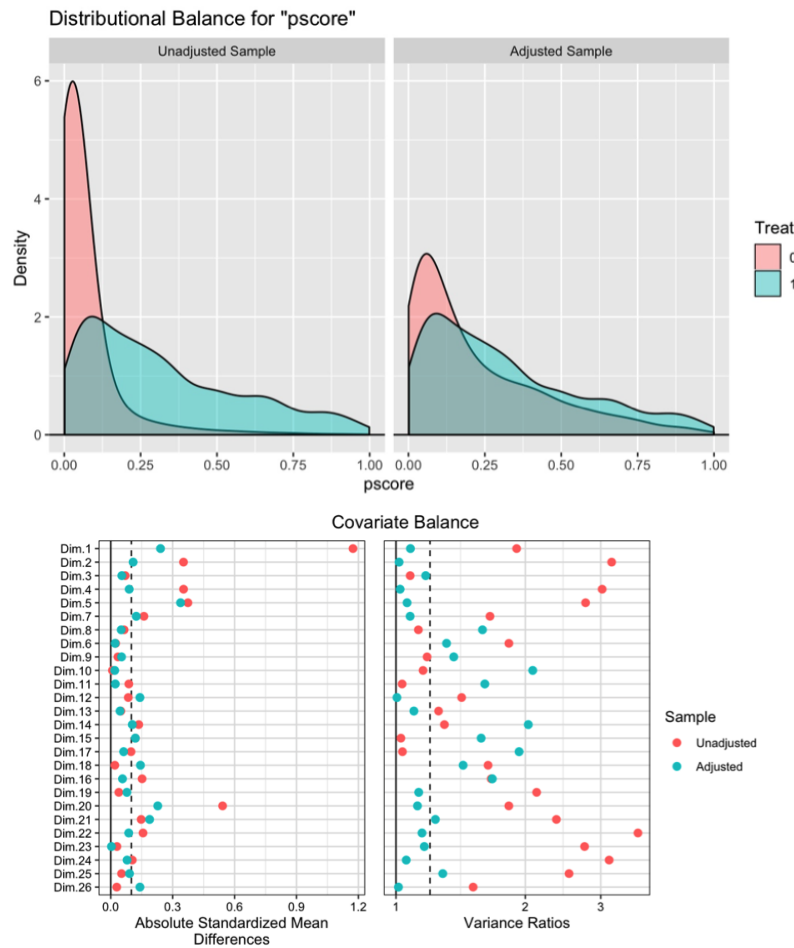 Distributional Balance for "pscore"
Unadjusted Sample
Adjusted Sample
6
4
2
0
Density
0.00 0.25 0.50 0.75 1.00
0.00 0.25 0.50 0.75 1.00
pscore
Treat
0
1
Covariate Balance
Dim.1
Dim.2
Dim.3
Dim.4
Dim.5
Dim.7
Dim.8
Dim.6
Dim.9
Dim.10
Dim.11
Dim.12
Dim.13
Dim.14
Dim.15
Dim.17
Dim.18
Dim.16
Dim.19
Dim.20
Dim.21
Dim.22
Dim.23
Dim.24
Dim.25
Dim.26
0.0 0.3 0.6 0.9 1.2
Absolute Standardized Mean
Differences
1 2 3
Variance Ratios
Sample
Unadjusted
Adjusted